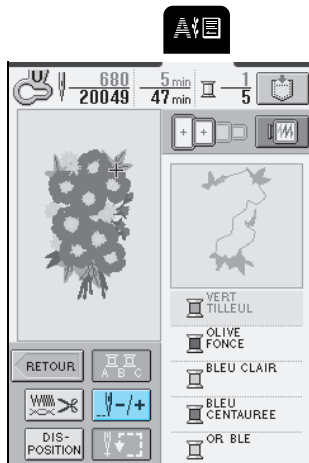 A
U
680 5 min 1
20049 47 min 5
VERT
TILLEUL
OLIVE
FONCE
BLEU CLAIR
BLEU
CENTAUREE
OR BLE
RETOUR
A B C
-/+
DIS-
POSITION